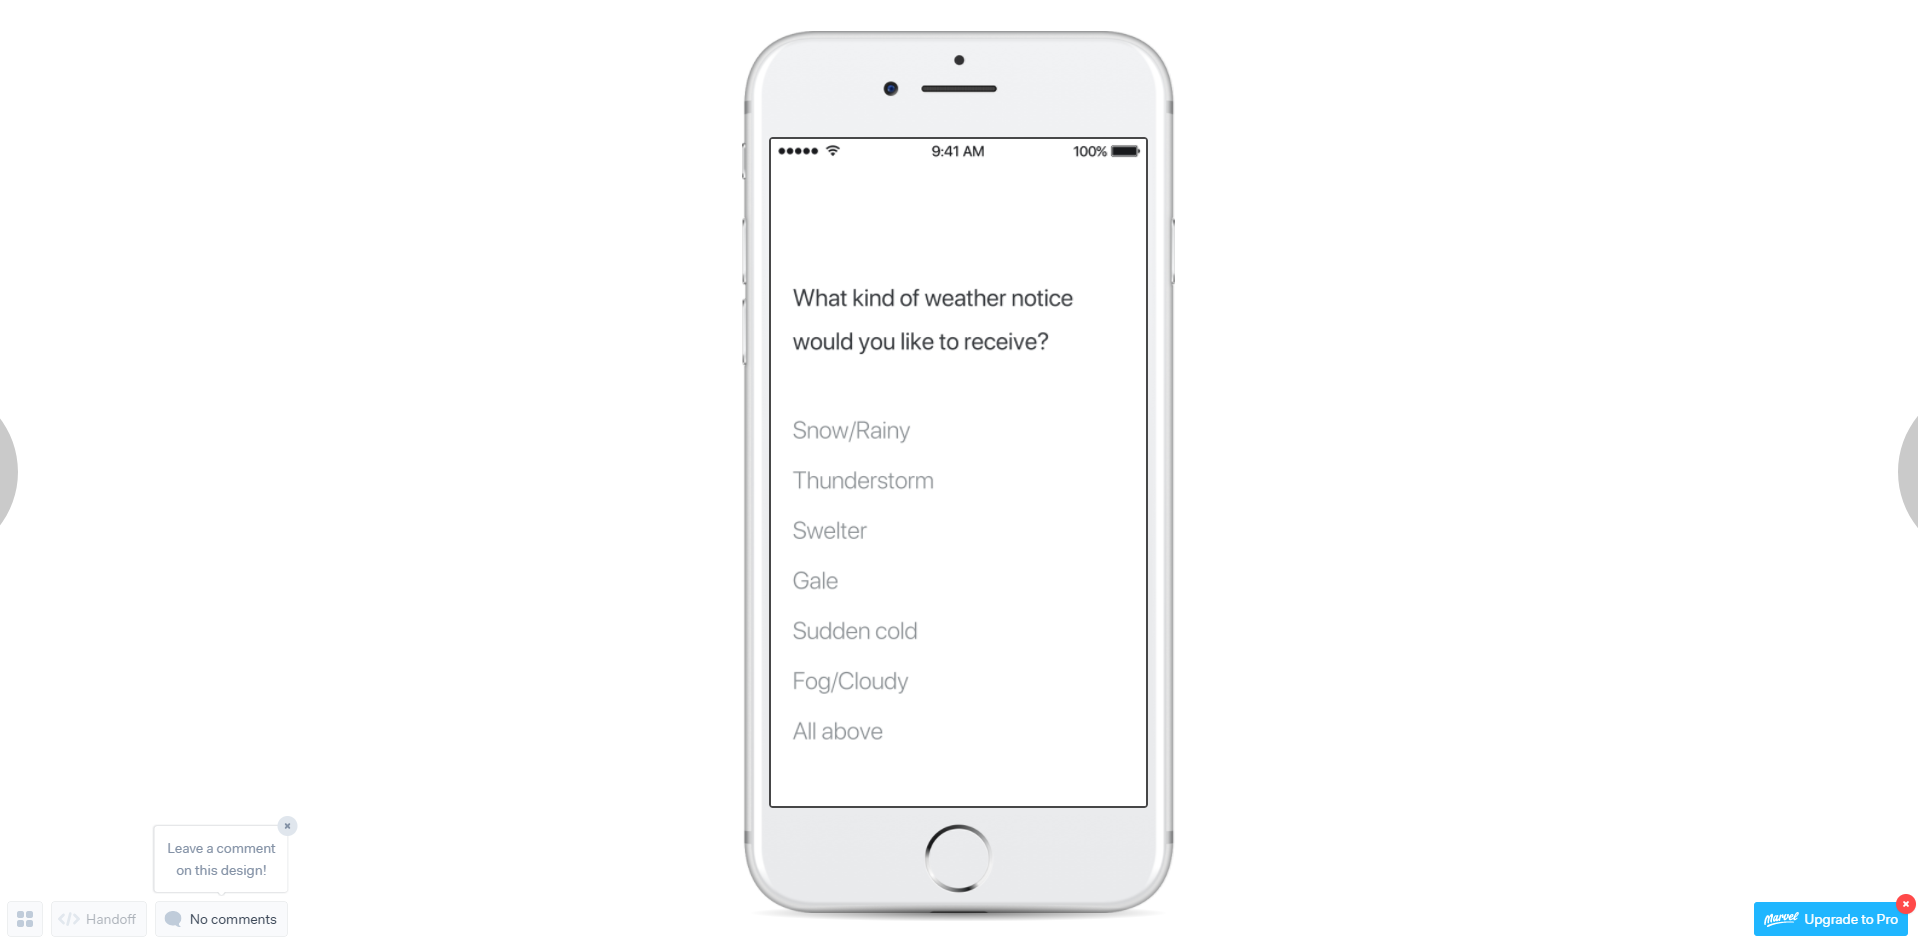 9:41 AM
100%
What kind of weather notice
would you like to receive?
Snow/Rainy
Thunderstorm
Swelter
Gale
Sudden cold
Fog/Cloudy
All above
Leave a comment
on this design!
</> Handoff
No comments
Marvel Upgrade to Pro